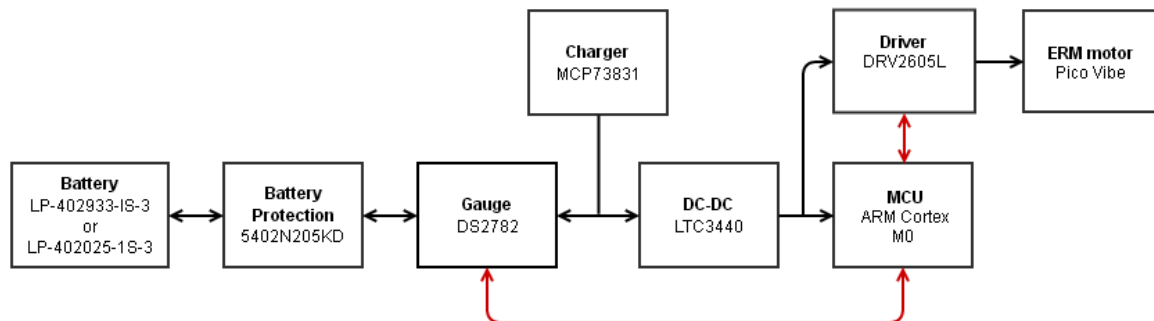 Charger
MCP73831
Driver
DRV2605L
ERM motor
Pico Vibe
Battery
LP-402933-IS-3
or
LP-402025-1S-3
Battery
Protection
5402N205KD
Gauge
DS2782
DC-DC
LTC3440
MCU
ARM Cortex
M0